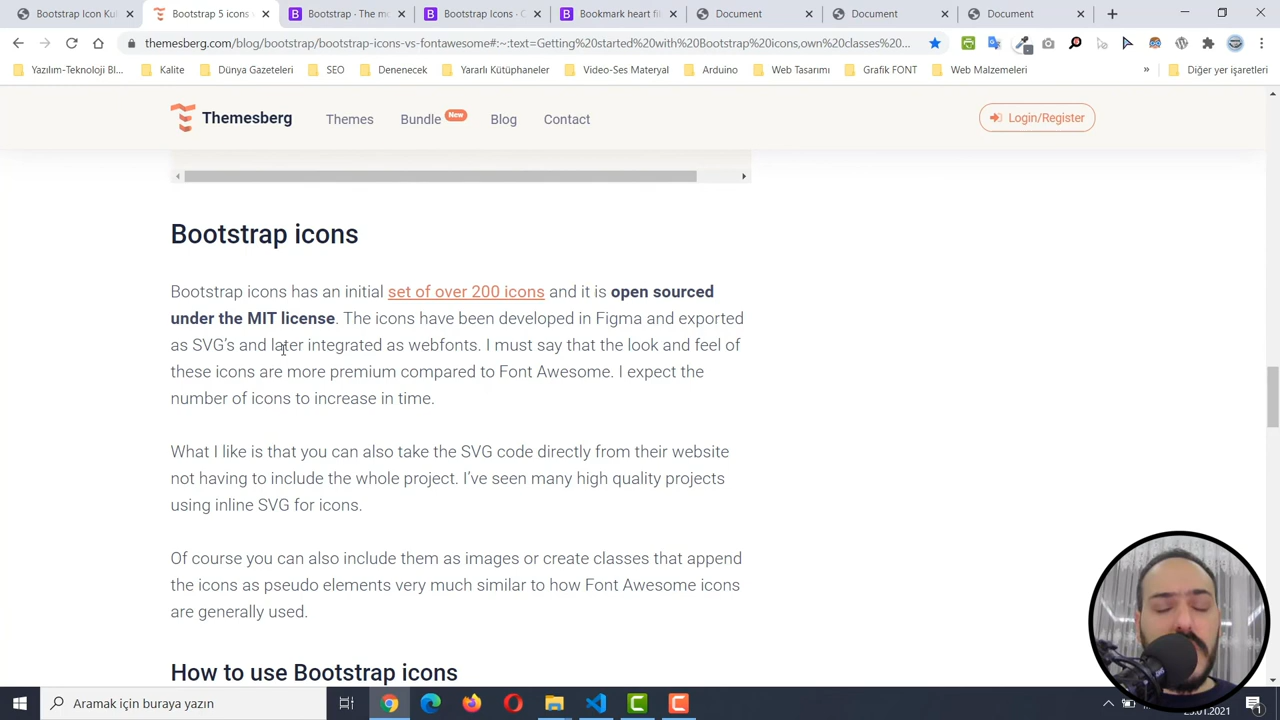 Bootstrap Icon Kul
Bootstrap 5 icons v
Bootstrap · The mo
Bootstrap Icons · C
Bookmark heart fil
Document
Document
Document
themesberg.com/blog/bootstrap/bootstrap-icons-vs-fontawesome#:~:text=Getting%20started%20with%20Bootstrap%20icons,own%20classes%20...
Yazılım-Teknoloji Bl...
Kalite
Dünya Gazeteleri
SEO
Denenecek
Yararlı Kütüphaneler
Video-Ses Materyal
Arduino
Web Tasarımı
Grafik FONT
Web Malzemeleri
»
Diğer yer işaretleri
Themesberg
Themes
Bundle New
Blog
Contact
Login/Register
Bootstrap icons
Bootstrap icons has an initial set of over 200 icons and it is open sourced
under the MIT license. The icons have been developed in Figma and exported
as SVG's and later integrated as webfonts. I must say that the look and feel of
these icons are more premium compared to Font Awesome. I expect the
number of icons to increase in time.
What I like is that you can also take the SVG code directly from their website
not having to include the whole project. I've seen many high quality projects
using inline SVG for icons.
Of course you can also include them as images or create classes that append
the icons as pseudo elements very much similar to how Font Awesome icons
are generally used.
How to use Bootstrap icons
Aramak için buraya yazın